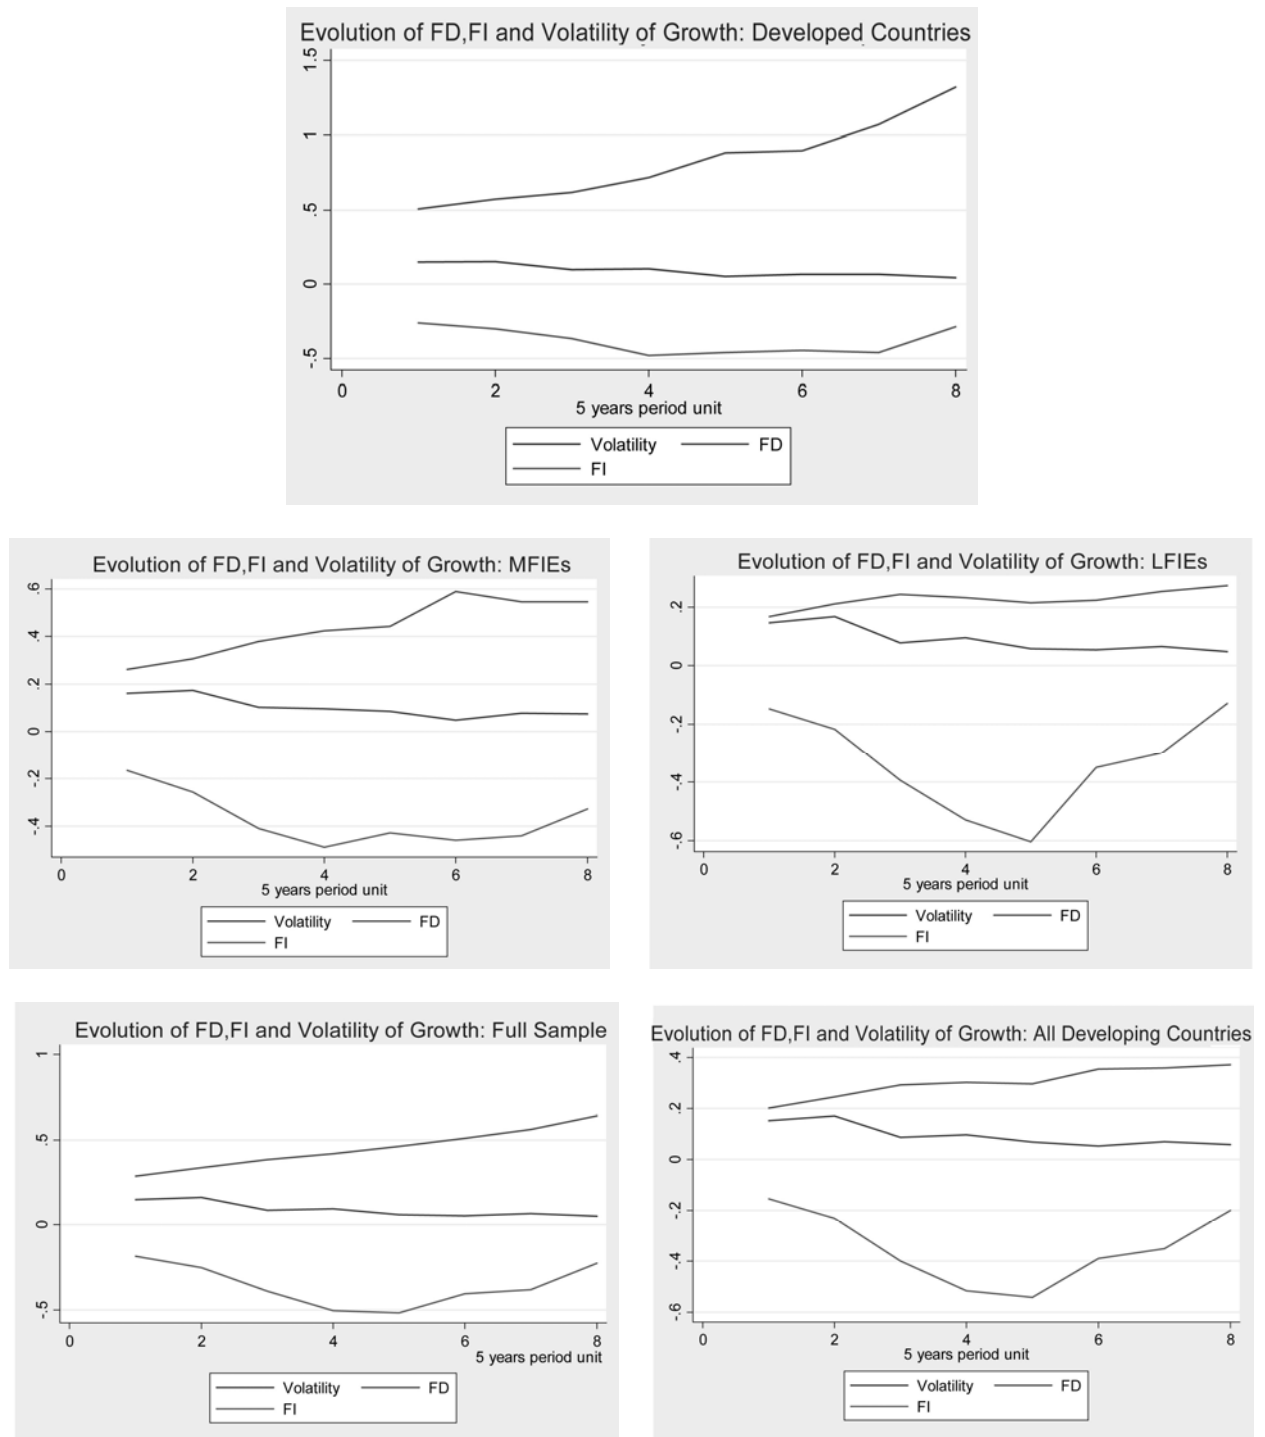 Evolution of FD,FI and Volatility of Growth: Developed Countries
1.5
1
.5
0
-.5
0 2 4 6 8
5 years period unit
Volatility FD
FI
Evolution of FD,FI and Volatility of Growth: MFIEs
.6
.4
.2
0
-.2
-.4
0 2 4 6 8
5 years period unit
Volatility FD
FI
Evolution of FD,FI and Volatility of Growth: LFIEs
.2
0
-.2
-.4
-.6
0 2 4 6 8
5 years period unit
Volatility FD
FI
Evolution of FD,FI and Volatility of Growth: Full Sample
1
.5
0
-.5
0 2 4 6 8
5 years period unit
Volatility FD
FI
Evolution of FD,FI and Volatility of Growth: All Developing Countries
.4
.2
0
-.2
-.4
-.6
0 2 4 6 8
5 years period unit
Volatility FD
FI